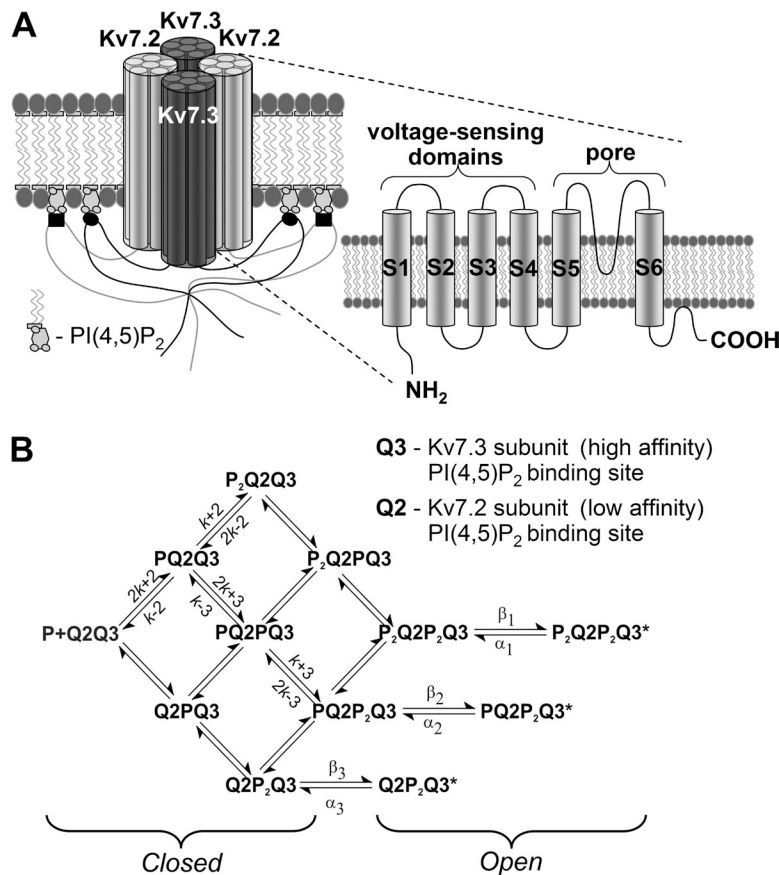 A
Kv7.3
Kv7.2 Kv7.2
Kv7.3
voltage-sensing
domains
pore
S1 S2 S3 S4 S5 S6
- PI(4,5)P₂
COOH
NH₂
B
Q3 - Kv7.3 subunit (high affinity)
PI(4,5)P₂ binding site
Q2 - Kv7.2 subunit (low affinity)
PI(4,5)P₂ binding site
P₂Q2Q3
k+2
2k-2
PQ2Q3
P₂Q2PQ3
2k+2
k-2
2k+3
k-3
P+Q2Q3
PQ2PQ3
P₂Q2P₂Q3
β₁
α₁
P₂Q2P₂Q3*
k+3
2k-3
Q2PQ3
PQ2P₂Q3
β₂
α₂
PQ2P₂Q3*
Q2P₂Q3
β₃
α₃
Q2P₂Q3*
Closed
Open